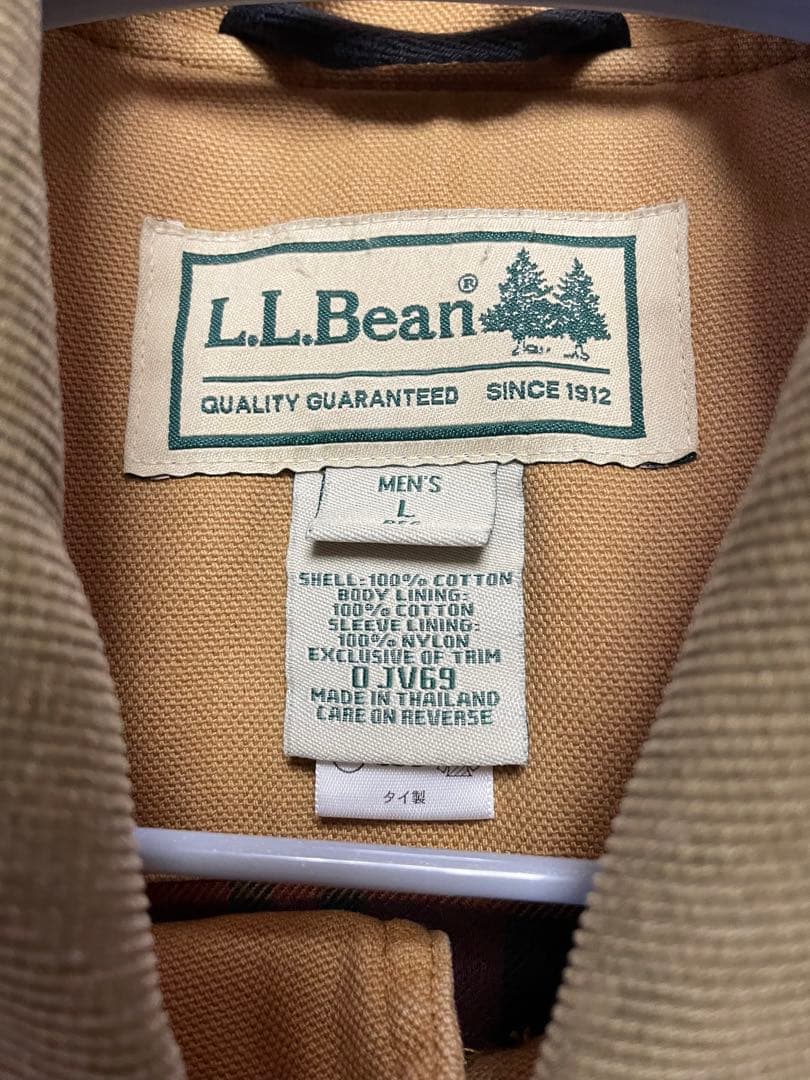 L.L.Bean®
QUALITY GUARANTEED SINCE 1912
MEN'S
L
SHELL:100% COTTON
BODY LINING:
100% COTTON
SLEEVE LINING:
100% NYLON
EXCLUSIVE OF TRIM
0 JV69
MADE IN THAILAND
CARE ON REVERSE
タイ製